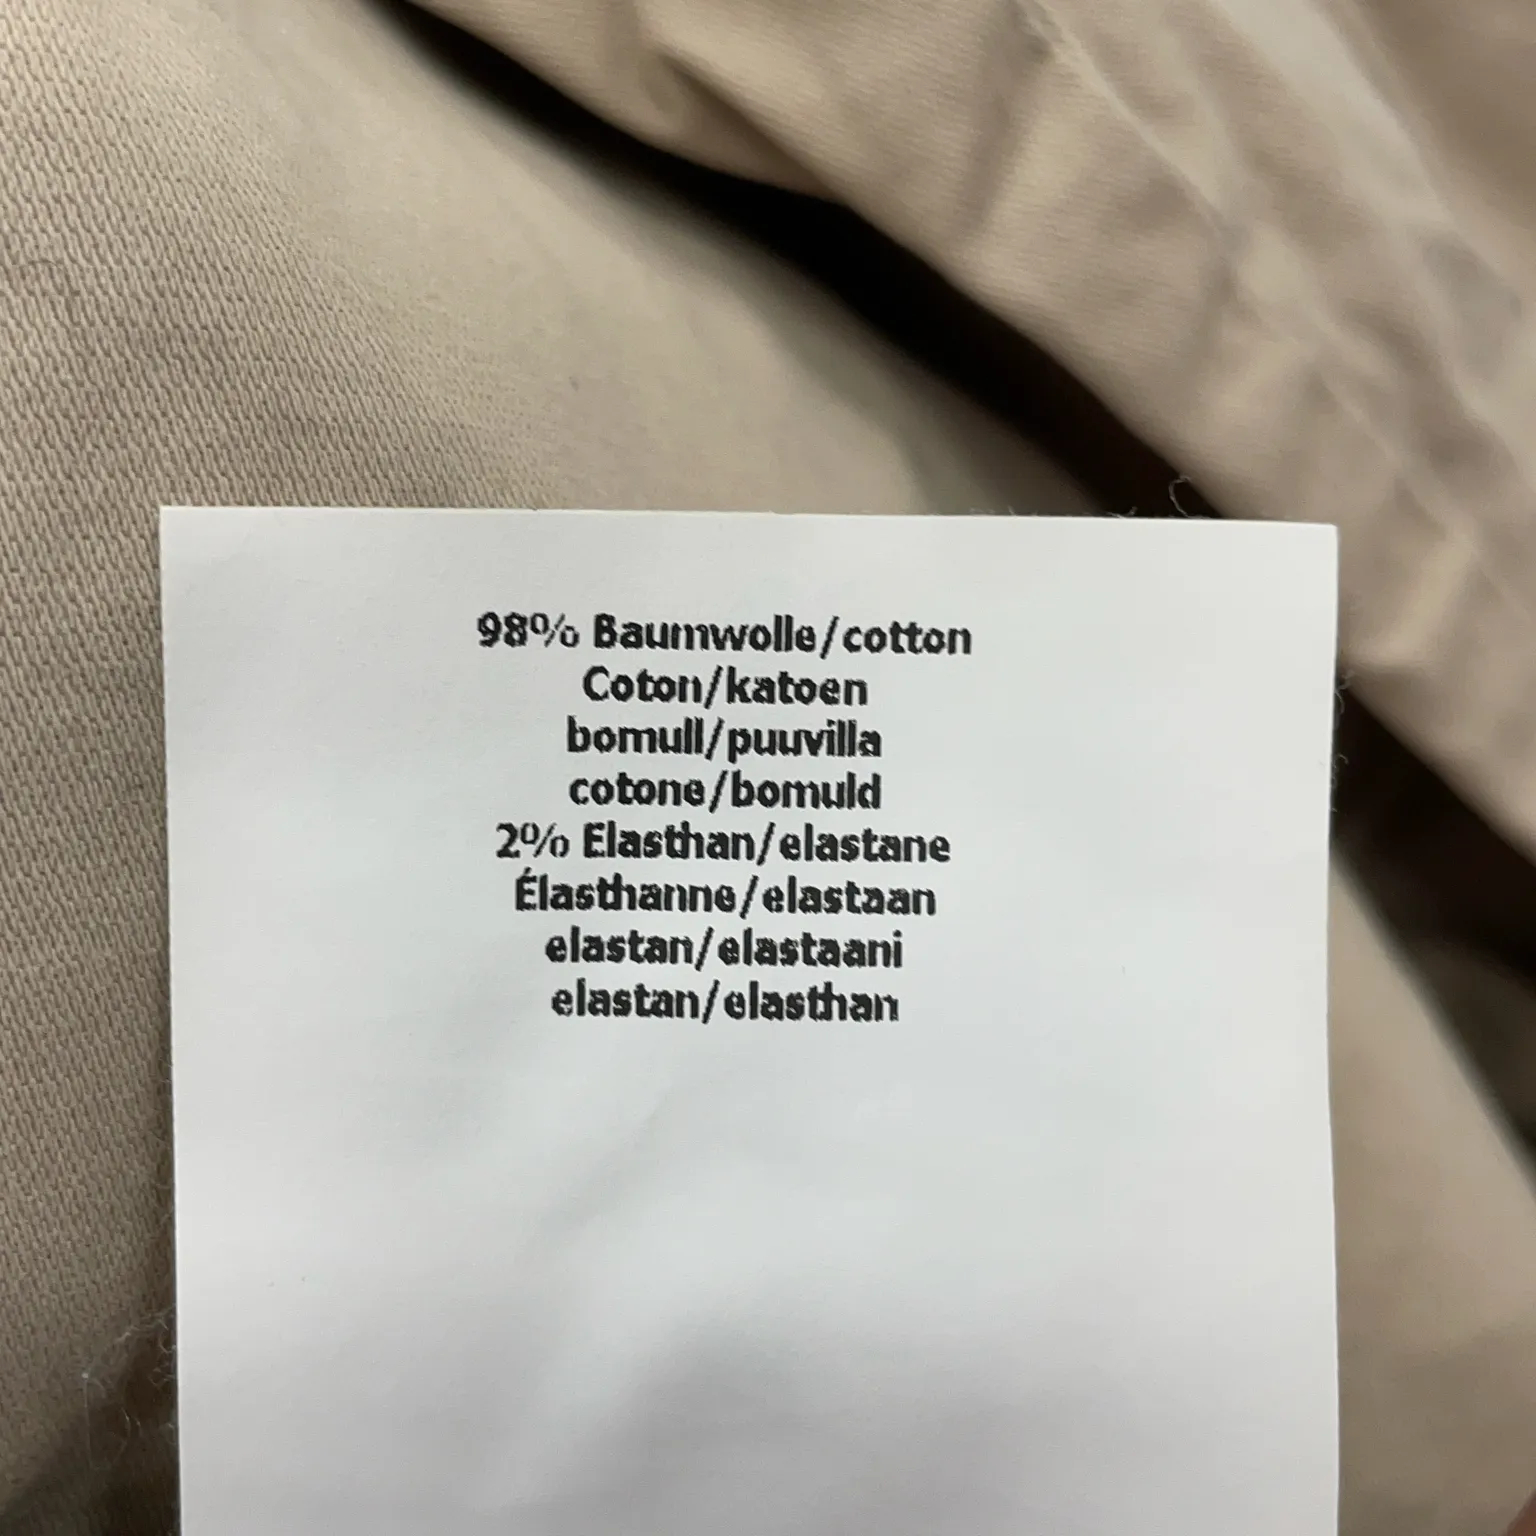 98% Baumwolle/cotton
Coton/katoen
bomull/puuvilla
cotone/bomuld
2% Elasthan/elastane
Élasthanne/elastaan
elastan/elastaani
elastan/elasthan